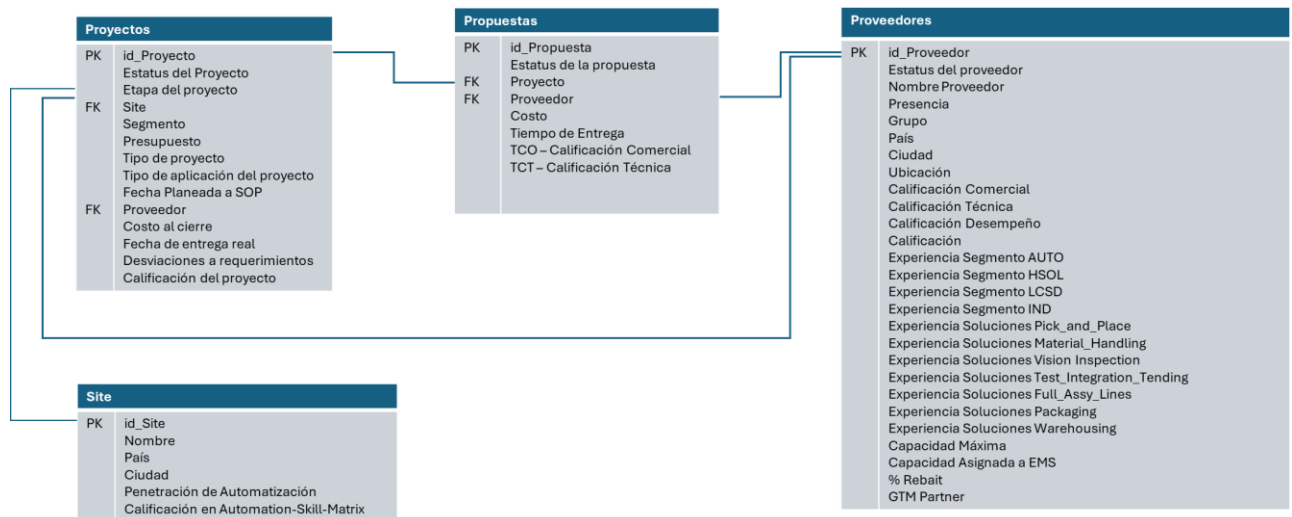 Proyectos
PK id_Proyecto
Estatus del Proyecto
Etapa del proyecto
FK Site
Segmento
Presupuesto
Tipo de proyecto
Tipo de aplicación del proyecto
Fecha Planeada a SOP
FK Proveedor
Costo al cierre
Fecha de entrega real
Desviaciones a requerimientos
Calificación del proyecto
Propuestas
PK id_Propuesta
Estatus de la propuesta
FK Proyecto
FK Proveedor
Costo
Tiempo de Entrega
TCO – Calificación Comercial
TCT – Calificación Técnica
Proveedores
PK id_Proveedor
Estatus del proveedor
Nombre Proveedor
Presencia
Grupo
País
Ciudad
Ubicación
Calificación Comercial
Calificación Técnica
Calificación Desempeño
Calificación
Experiencia Segmento AUTO
Experiencia Segmento HSOL
Experiencia Segmento LCSD
Experiencia Segmento IND
Experiencia Soluciones Pick_and_Place
Experiencia Soluciones Material_Handling
Experiencia Soluciones Vision Inspection
Experiencia Soluciones Test_Integration_Tending
Experiencia Soluciones Full_Assy_Lines
Experiencia Soluciones Packaging
Experiencia Soluciones Warehousing
Capacidad Máxima
Capacidad Asignada a EMS
% Rebait
GTM Partner
Site
PK id_Site
Nombre
País
Ciudad
Penetración de Automatización
Calificación en Automation-Skill-Matrix